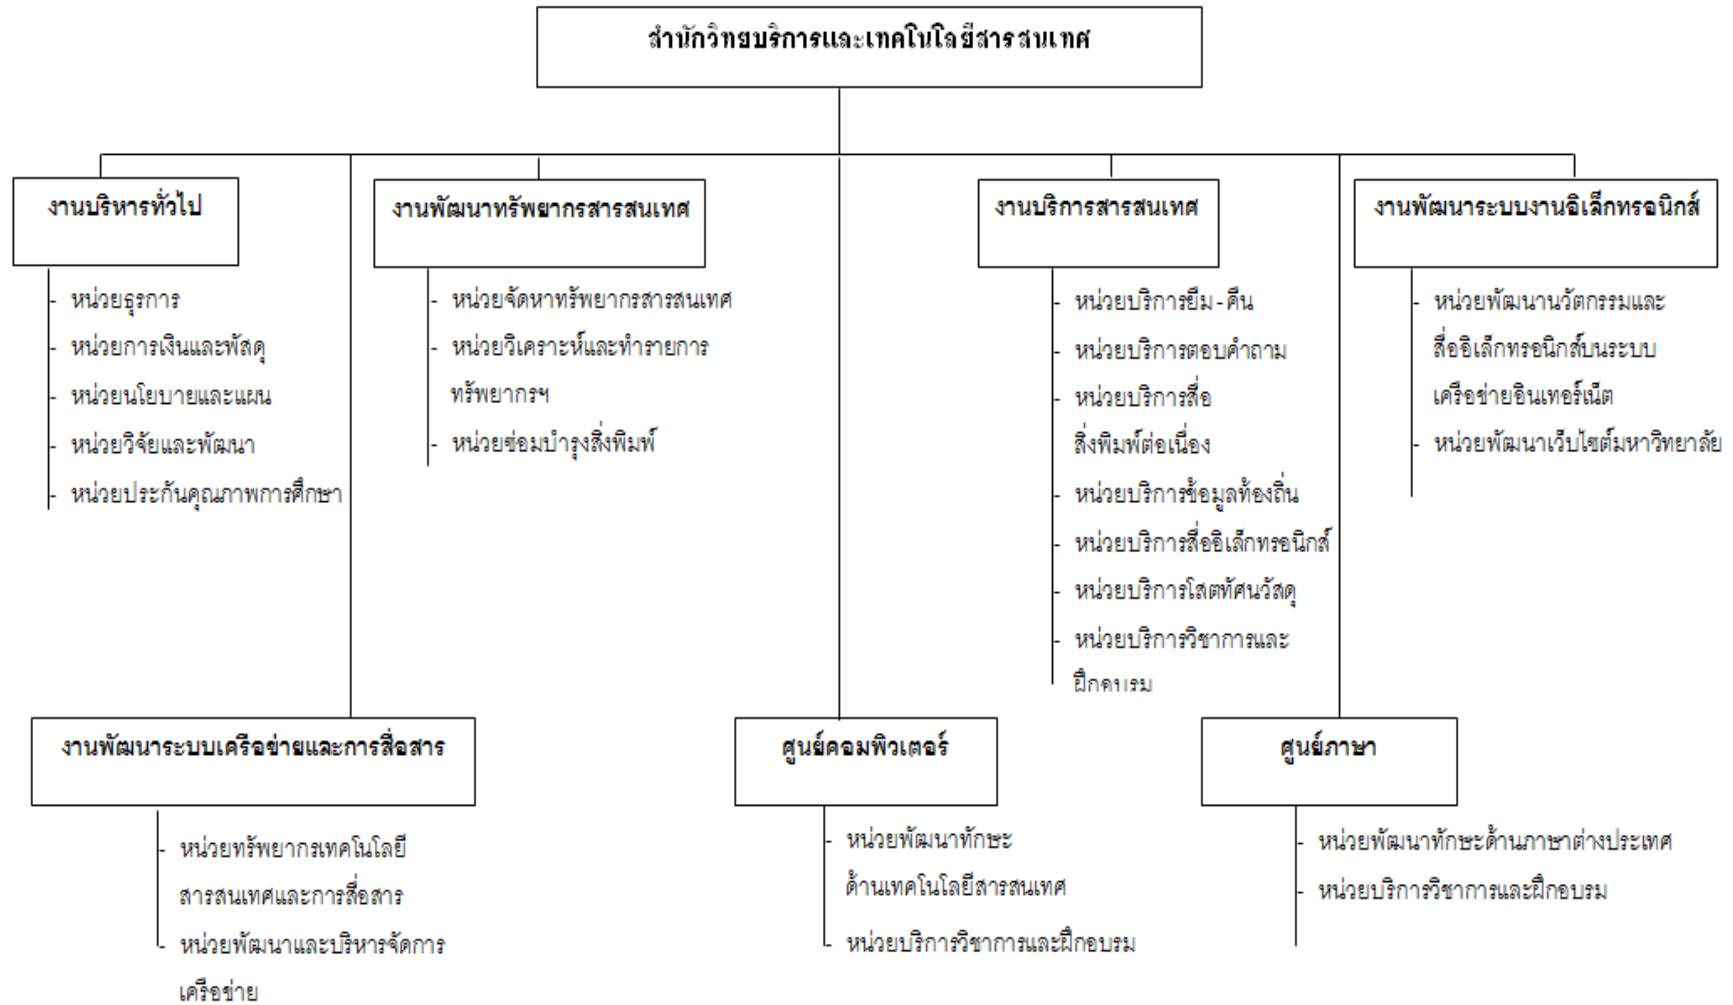 สำนักวิทยบริการและเทคโนโลยีสารสนเทศ
งานบริหารทั่วไป
- หน่วยธุรการ
- หน่วยการเงินและพัสดุ
- หน่วยนโยบายและแผน
- หน่วยวิจัยและพัฒนา
- หน่วยประกันคุณภาพการศึกษา
งานพัฒนาทรัพยากรสารสนเทศ
- หน่วยจัดหาทรัพยากรสารสนเทศ
- หน่วยวิเคราะห์และทำรายการ
ทรัพยากรฯ
- หน่วยซ่อมบำรุงสิ่งพิมพ์
งานบริการสารสนเทศ
- หน่วยบริการยืม - คืน
- หน่วยบริการตอบคำถาม
- หน่วยบริการสื่อ
สิ่งพิมพ์ต่อเนื่อง
- หน่วยบริการข้อมูลท้องถิ่น
- หน่วยบริการสื่ออิเล็กทรอนิกส์
- หน่วยบริการโสตทัศนวัสดุ
- หน่วยบริการวิชาการและ
ฝึกอบรม
งานพัฒนาระบบงานอิเล็กทรอนิกส์
- หน่วยพัฒนานวัตกรรมและ
สื่ออิเล็กทรอนิกส์บนระบบ
เครือข่ายอินเทอร์เน็ต
- หน่วยพัฒนาเว็บไซต์มหาวิทยาลัย
งานพัฒนาระบบเครือข่ายและการสื่อสาร
- หน่วยทรัพยากรเทคโนโลยี
สารสนเทศและการสื่อสาร
- หน่วยพัฒนาและบริหารจัดการ
เครือข่าย
ศูนย์คอมพิวเตอร์
- หน่วยพัฒนาทักษะ
ด้านเทคโนโลยีสารสนเทศ
- หน่วยบริการวิชาการและฝึกอบรม
ศูนย์ภาษา
- หน่วยพัฒนาทักษะด้านภาษาต่างประเทศ
- หน่วยบริการวิชาการและฝึกอบรม